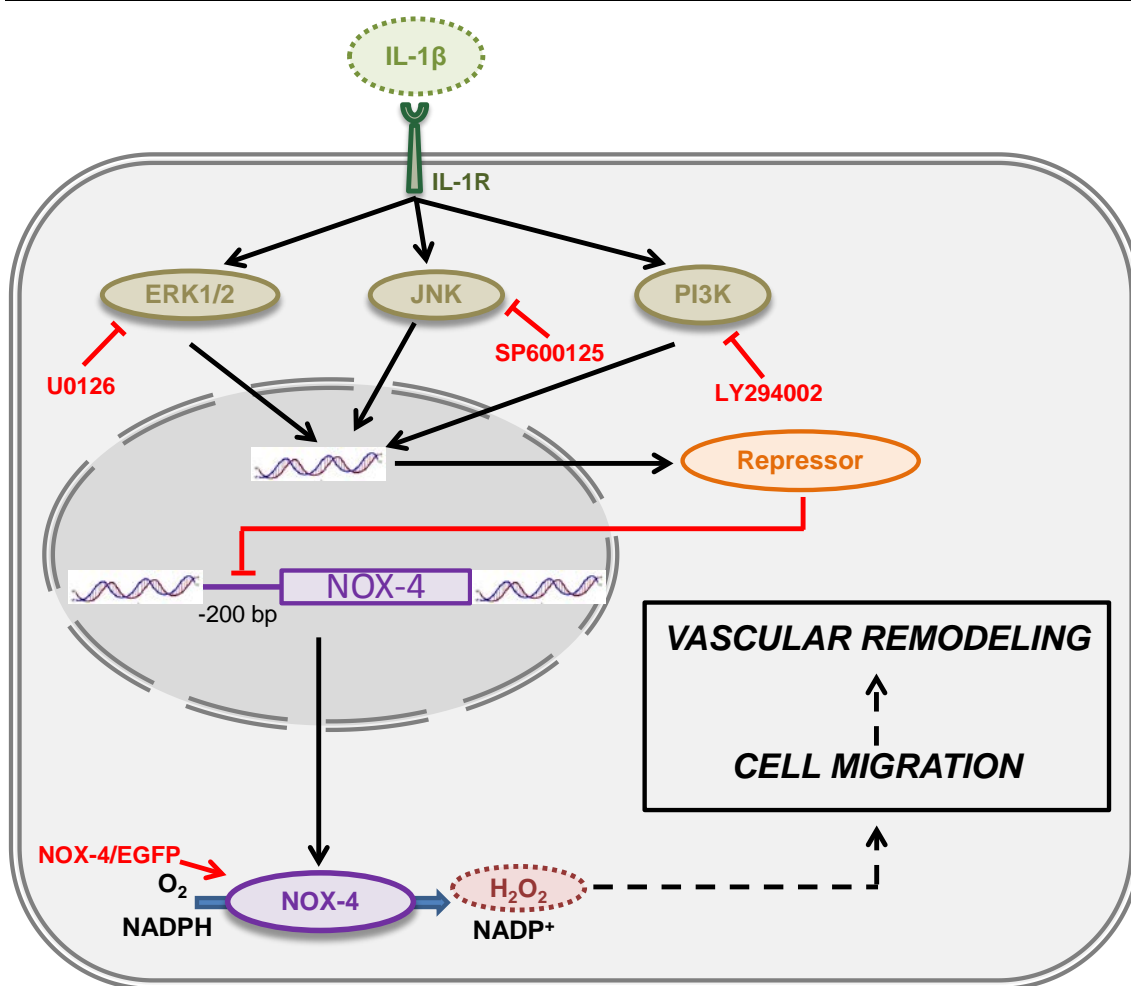 IL-1β
IL-1R
ERK1/2
JNK
PI3K
U0126
SP600125
LY294002
Repressor
NOX-4
-200 bp
VASCULAR REMODELING
CELL MIGRATION
NOX-4/EGFP
O₂
NADPH
NOX-4
H₂O₂
NADP⁺